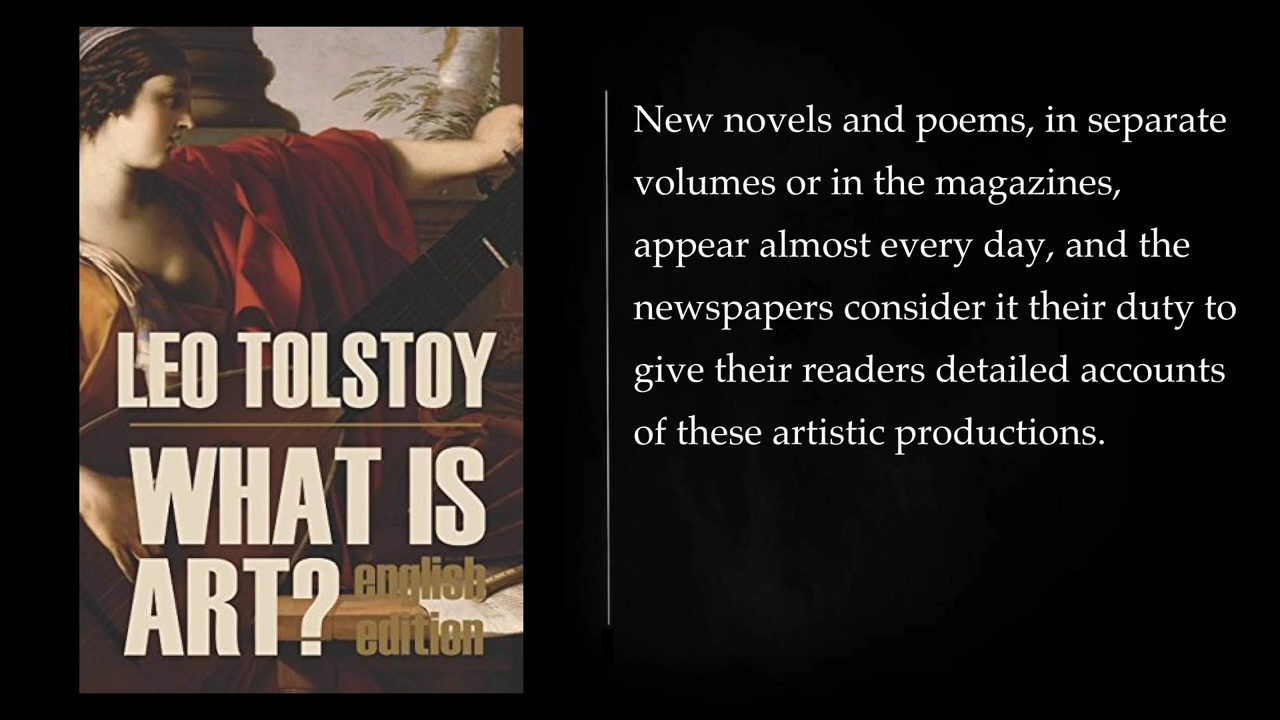 LEO TOLSTOY
WHAT IS
ART?
english
edition
New novels and poems, in separate
volumes or in the magazines,
appear almost every day, and the
newspapers consider it their duty to
give their readers detailed accounts
of these artistic productions.